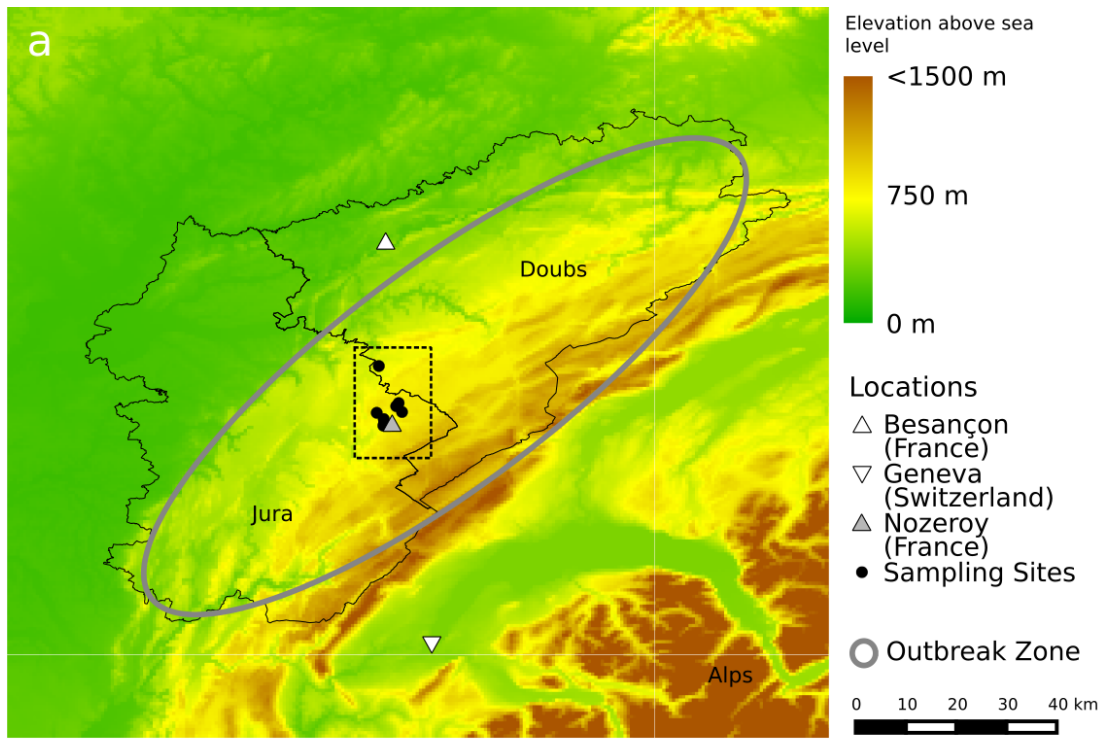 a
Doubs
Jura
Alps
Elevation above sea
level
<1500 m
750 m
0 m
Locations
Besançon
(France)
Geneva
(Switzerland)
Nozeroy
(France)
Sampling Sites
Outbreak Zone
0 10 20 30 40 km